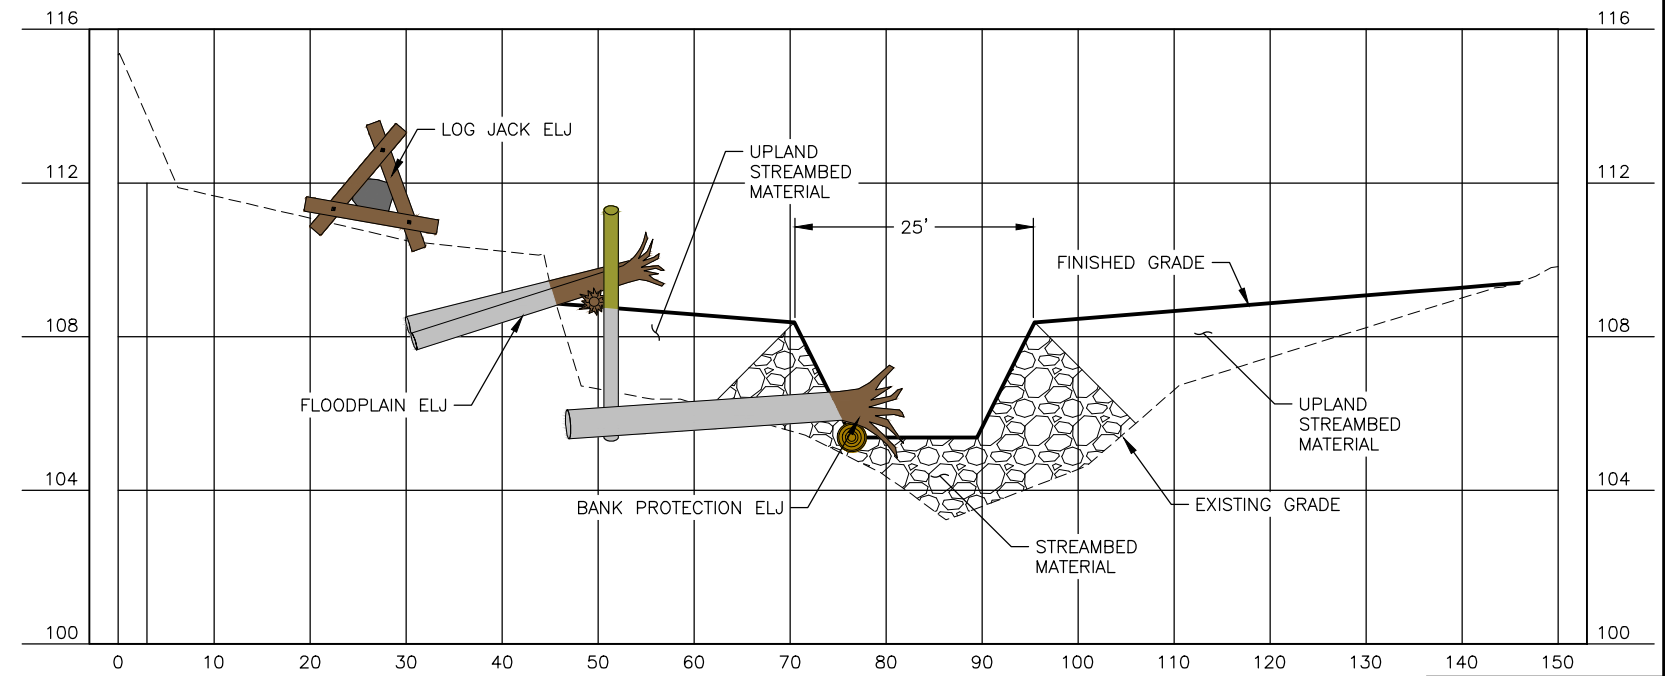 116
116
LOG JACK ELJ
UPLAND
STREAMBED
MATERIAL
112
112
25'
FINISHED GRADE
108
108
FLOODPLAIN ELJ
UPLAND
STREAMBED
MATERIAL
104
104
BANK PROTECTION ELJ
EXISTING GRADE
STREAMBED
MATERIAL
100
100
0 10 20 30 40 50 60 70 80 90 100 110 120 130 140 150